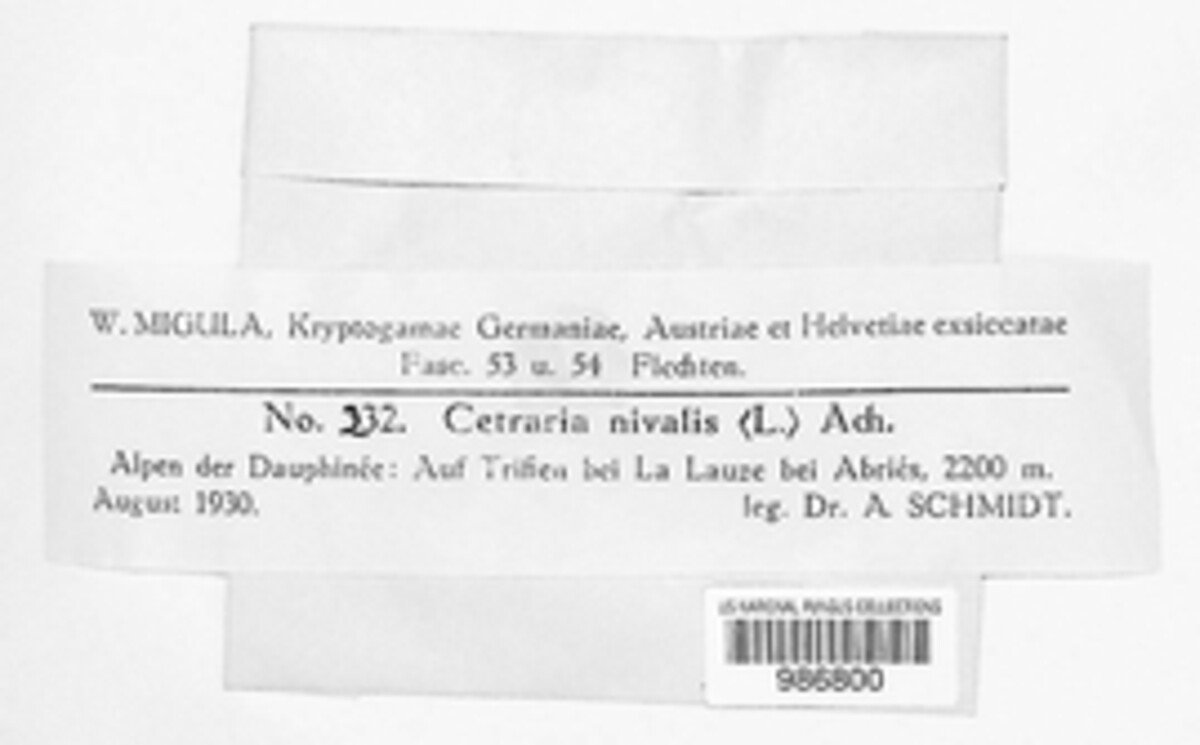 W. MIGULA, Kryptogamae Germaniae, Austriae et Helvetiae exsiccatae
Fasc. 53 u. 54 Flechten.
No. 332. Cetraria nivalis (L.) Ach.
Alpen der Dauphinée: Auf Triften bei La Lauze bei Abriés, 2200 m.
August 1930. leg. Dr. A. SCHMIDT.
US NATIONAL FUNGUS COLLECTIONS
986800